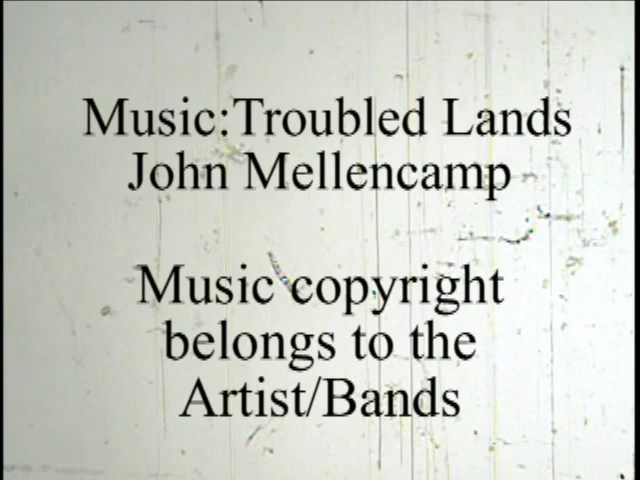 Music:Troubled Lands
John Mellencamp
Music copyright
belongs to the
Artist/Bands